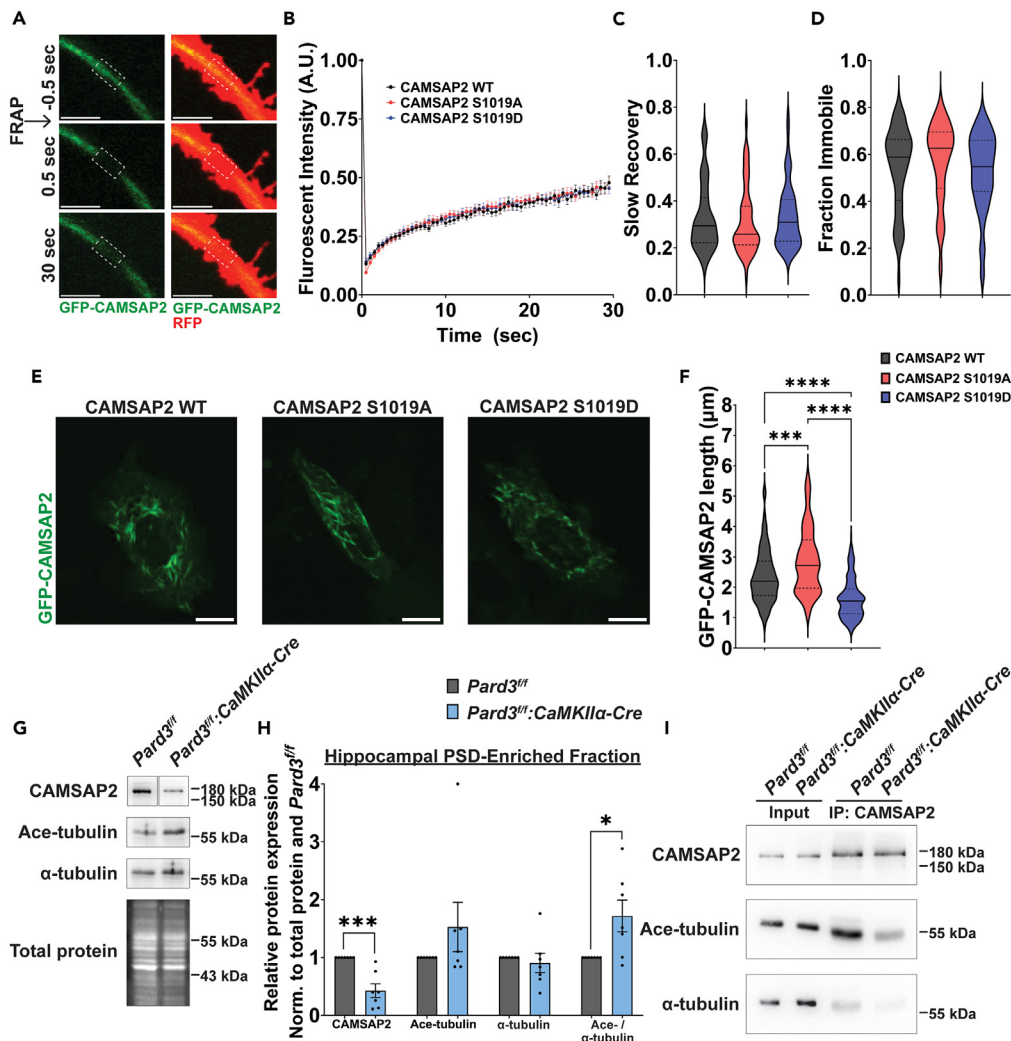 A
FRAP
-0.5 sec
0.5 sec
30 sec
GFP-CAMSAP2
GFP-CAMSAP2
RFP
B
Flurosecent Intensity (A.U.)
1.00
0.75
0.50
0.25
0.00
0
10
20
30
Time (sec)
CAMSAP2 WT
CAMSAP2 S1019A
CAMSAP2 S1019D
C
Slow Recovery
1.0
0.8
0.6
0.4
0.2
0.0
D
Fraction Immobile
1.0
0.8
0.6
0.4
0.2
0.0
CAMSAP2 WT
CAMSAP2 S1019A
CAMSAP2 S1019D
E
CAMSAP2 WT
CAMSAP2 S1019A
CAMSAP2 S1019D
GFP-CAMSAP2
F
GFP-CAMSAP2 length (μm)
8
7
6
5
4
3
2
1
0
****
****
***
G
Pard3f/f
Pard3f/f:CaMKIIα-Cre
CAMSAP2
180 kDa
150 kDa
Ace-tubulin
55 kDa
α-tubulin
55 kDa
Total protein
55 kDa
43 kDa
Pard3f/f
Pard3f/f:CaMKIIα-Cre
H
Hippocampal PSD-Enriched Fraction
Relative protein expression
Norm. to total protein and Pard3f/f
4
3
2
1
0
***
*
CAMSAP2
Ace-tubulin
α-tubulin
Ace- /
α-tubulin
I
Pard3f/f
Pard3f/f:CaMKIIα-Cre
Pard3f/f
Pard3f/f:CaMKIIα-Cre
Input
IP: CAMSAP2
CAMSAP2
180 kDa
150 kDa
Ace-tubulin
55 kDa
α-tubulin
55 kDa